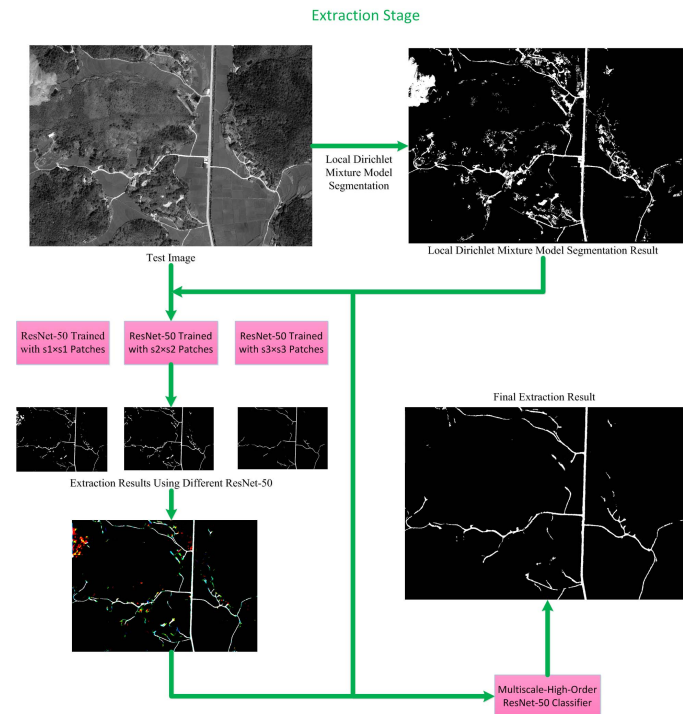 Extraction Stage
Local Dirichlet
Mixture Model
Segmentation
Test Image
Local Dirichlet Mixture Model Segmentation Result
ResNet-50 Trained
with s1×s1 Patches
ResNet-50 Trained
with s2×s2 Patches
ResNet-50 Trained
with s3×s3 Patches
Final Extraction Result
Extraction Results Using Different ResNet-50
Multiscale-High-Order
ResNet-50 Classifier